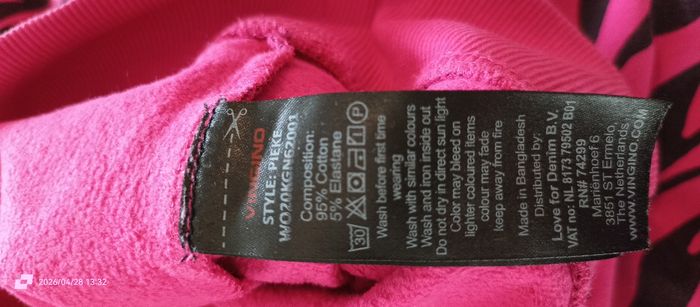 VINGINO
STYLE: PIEKE
W/O20KGN62001
Composition:
95% Cotton
5% Elastane
30
P
Wash before first time
wearing
Wash with similar colours
Wash and iron inside out
Do not dry in direct sun light
Color may bleed on
lighter coloured items
colour may fade
keep away from fire
Made in Bangladesh
Distributed by:
Love for Denim B.V.
VAT no: NL 8173 79502 B01
RN# 74299
Mariënhoef 6
3851 ST Ermelo,
The Netherlands
WWW.VINGINO.COM
2026/04/28 13:32